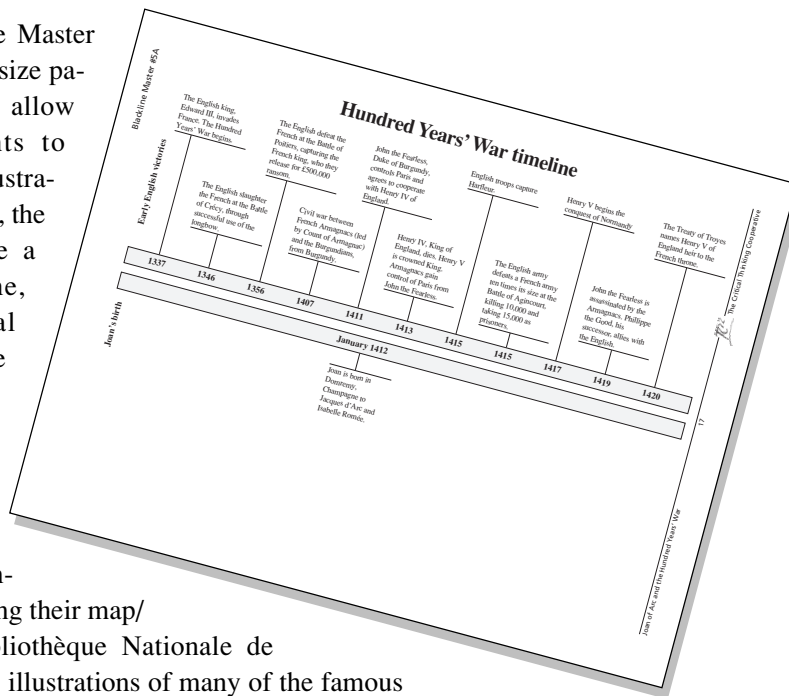 e Master
size pa-
allow
ts to
ustra-
, the
e a
ne,
al
e
Blackline Master #5A
Hundred Years' War timeline
Early English victories
The English king,
Edward III, invades
France. The Hundred
Years' War begins.
The English slaughter
the French at the Battle
of Crécy, through
successful use of the
longbow.
The English defeat the
French at the Battle of
Poitiers, capturing the
French king, who they
release for £500,000
ransom.
Civil war between
French Armagnacs (led
by Count of Armagnac)
and the Burgundians,
from Burgundy.
John the Fearless,
Duke of Burgundy,
controls Paris and
agrees to cooperate
with Henry IV of
England.
Henry IV, King of
England, dies, Henry V
is crowned King.
Armagnacs gain
control of Paris from
John the Fearless.
English troops capture
Harfleur.
The English army
defeats a French army
ten times its size at the
Battle of Agincourt,
killing 10,000 and
taking 15,000 as
prisoners.
Henry V begins the
conquest of Normandy
John the Fearless is
assassinated by the
Armagnacs. Phillippe
the Good, his
successor, allies with
the English.
The Treaty of Troyes
names Henry V of
England heir to the
French throne.
1337
1346
1356
1407
1411
1413
1415
1415
1417
1419
1420
Joan's birth
January 1412
Joan is born in
Domremy,
Champagne to
Jacques d'Arc and
Isabelle Romée.
Joan of Arc and the Hundred Years' War
17
The Critical Thinking Cooperative
n-
ng their map/
bliothèque Nationale de
illustrations of many of the famous